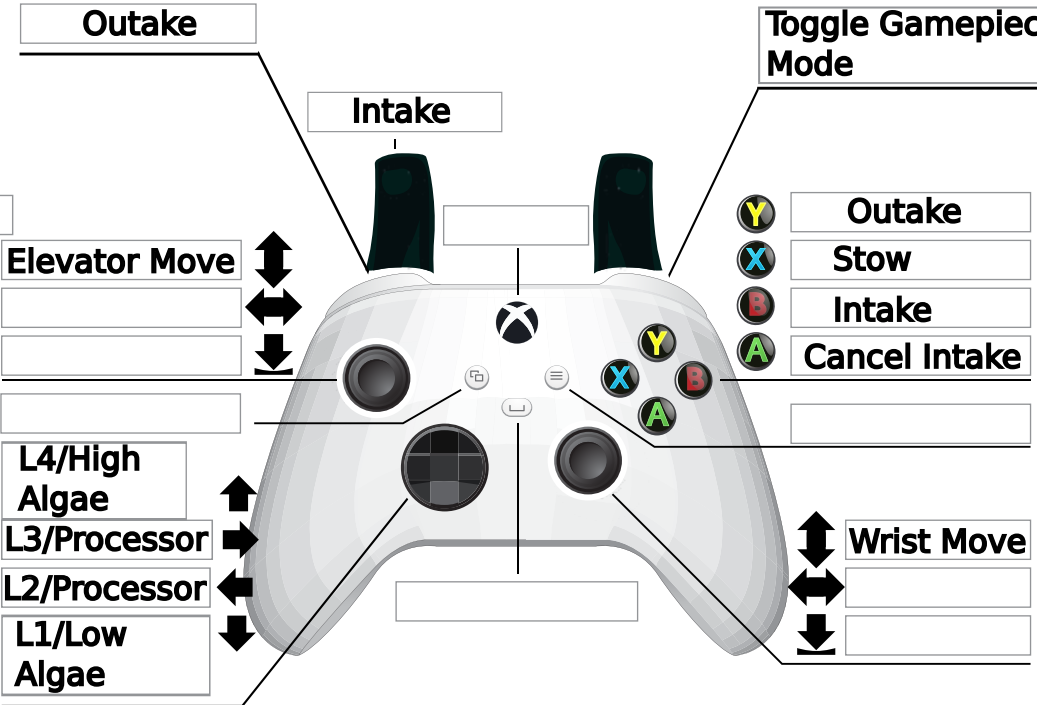 Outake
Toggle Gamepiec
Mode
Intake
Y
Outake
Elevator Move
X
Stow
B
Intake
A
Cancel Intake
Y
X
B
A
L4/High
Algae
L3/Processor
Wrist Move
L2/Processor
L1/Low
Algae